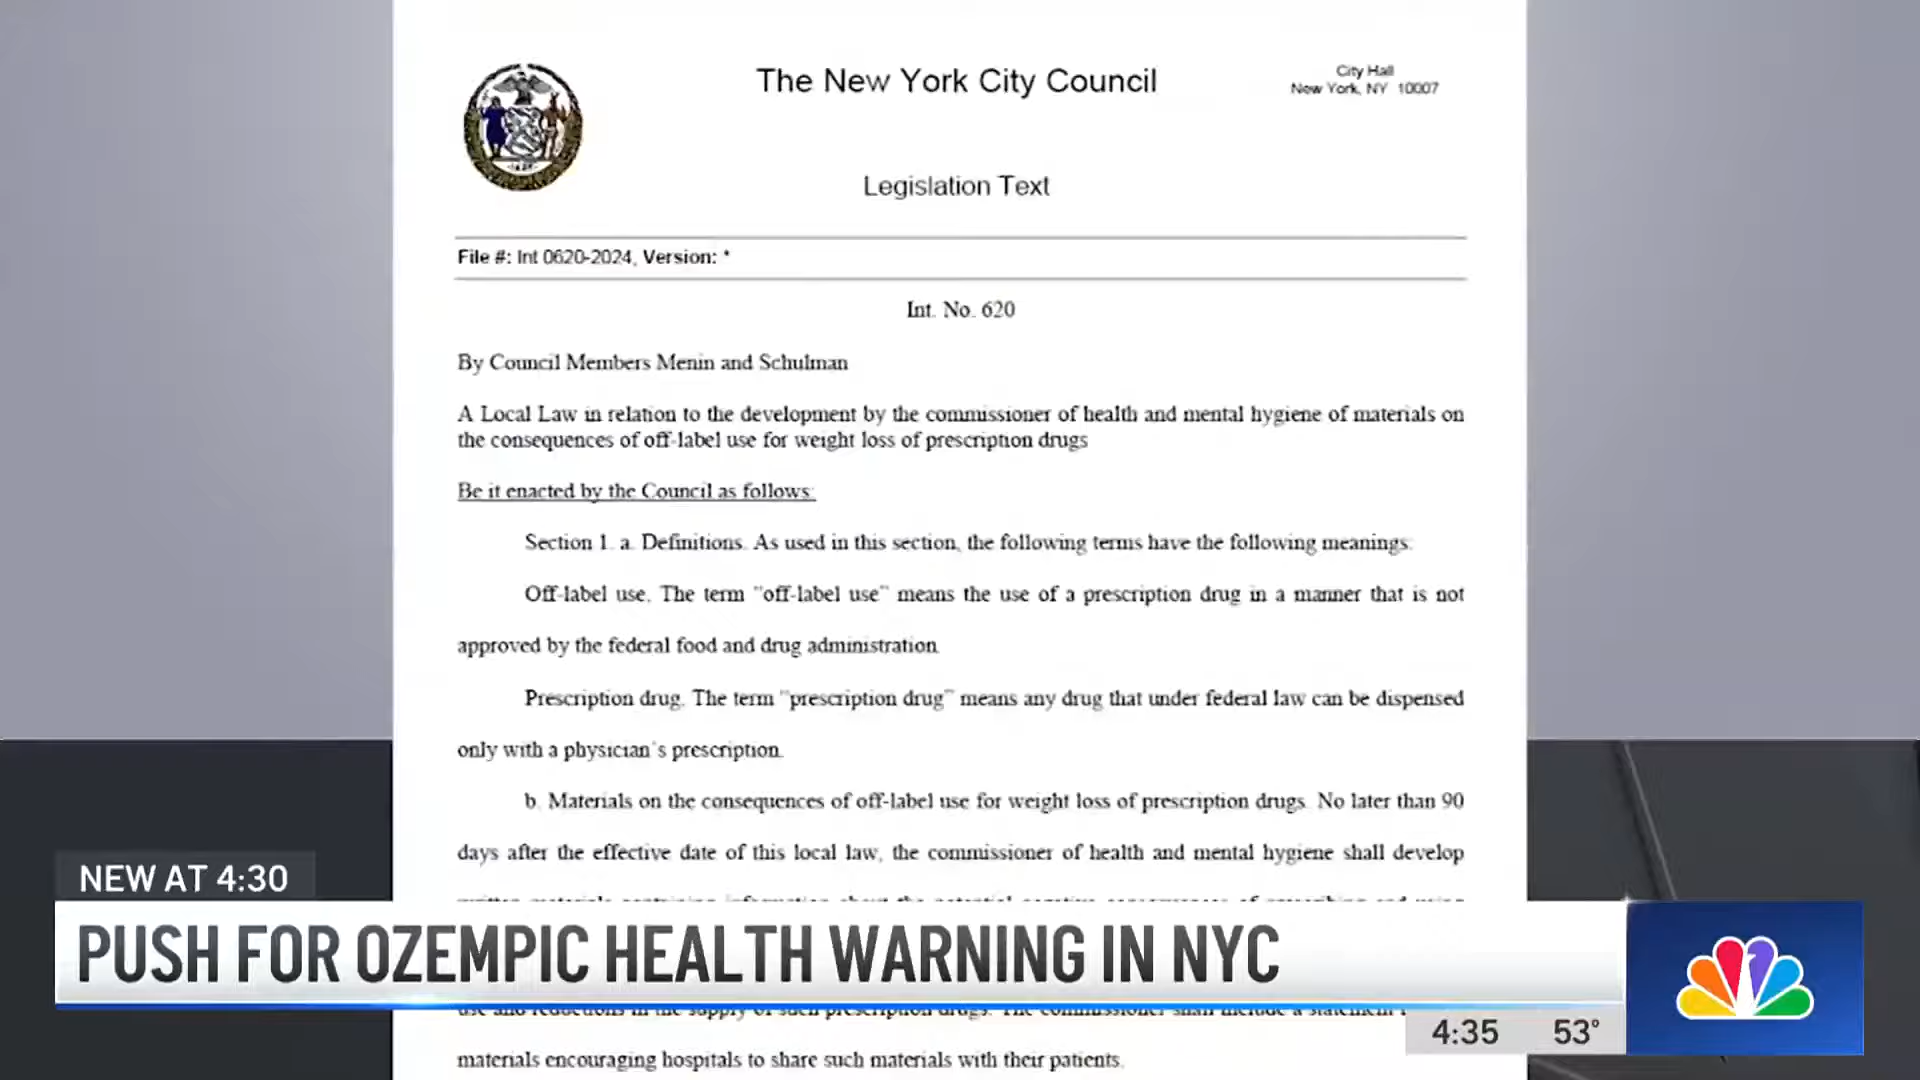 The New York City Council
City Hall
New York, NY 10007
Legislation Text
File #: Int 0620-2024, Version: *
Int. No. 620
By Council Members Menin and Schulman
A Local Law in relation to the development by the commissioner of health and mental hygiene of materials on
the consequences of off-label use for weight loss of prescription drugs
Be it enacted by the Council as follows:
Section 1. a. Definitions. As used in this section, the following terms have the following meanings:
Off-label use. The term "off-label use" means the use of a prescription drug in a manner that is not
approved by the federal food and drug administration.
Prescription drug. The term "prescription drug" means any drug that under federal law can be dispensed
only with a physician's prescription.
b. Materials on the consequences of off-label use for weight loss of prescription drugs. No later than 90
days after the effective date of this local law, the commissioner of health and mental hygiene shall develop
NEW AT 4:30
PUSH FOR OZEMPIC HEALTH WARNING IN NYC
4:35 53°
materials encouraging hospitals to share such materials with their patients.